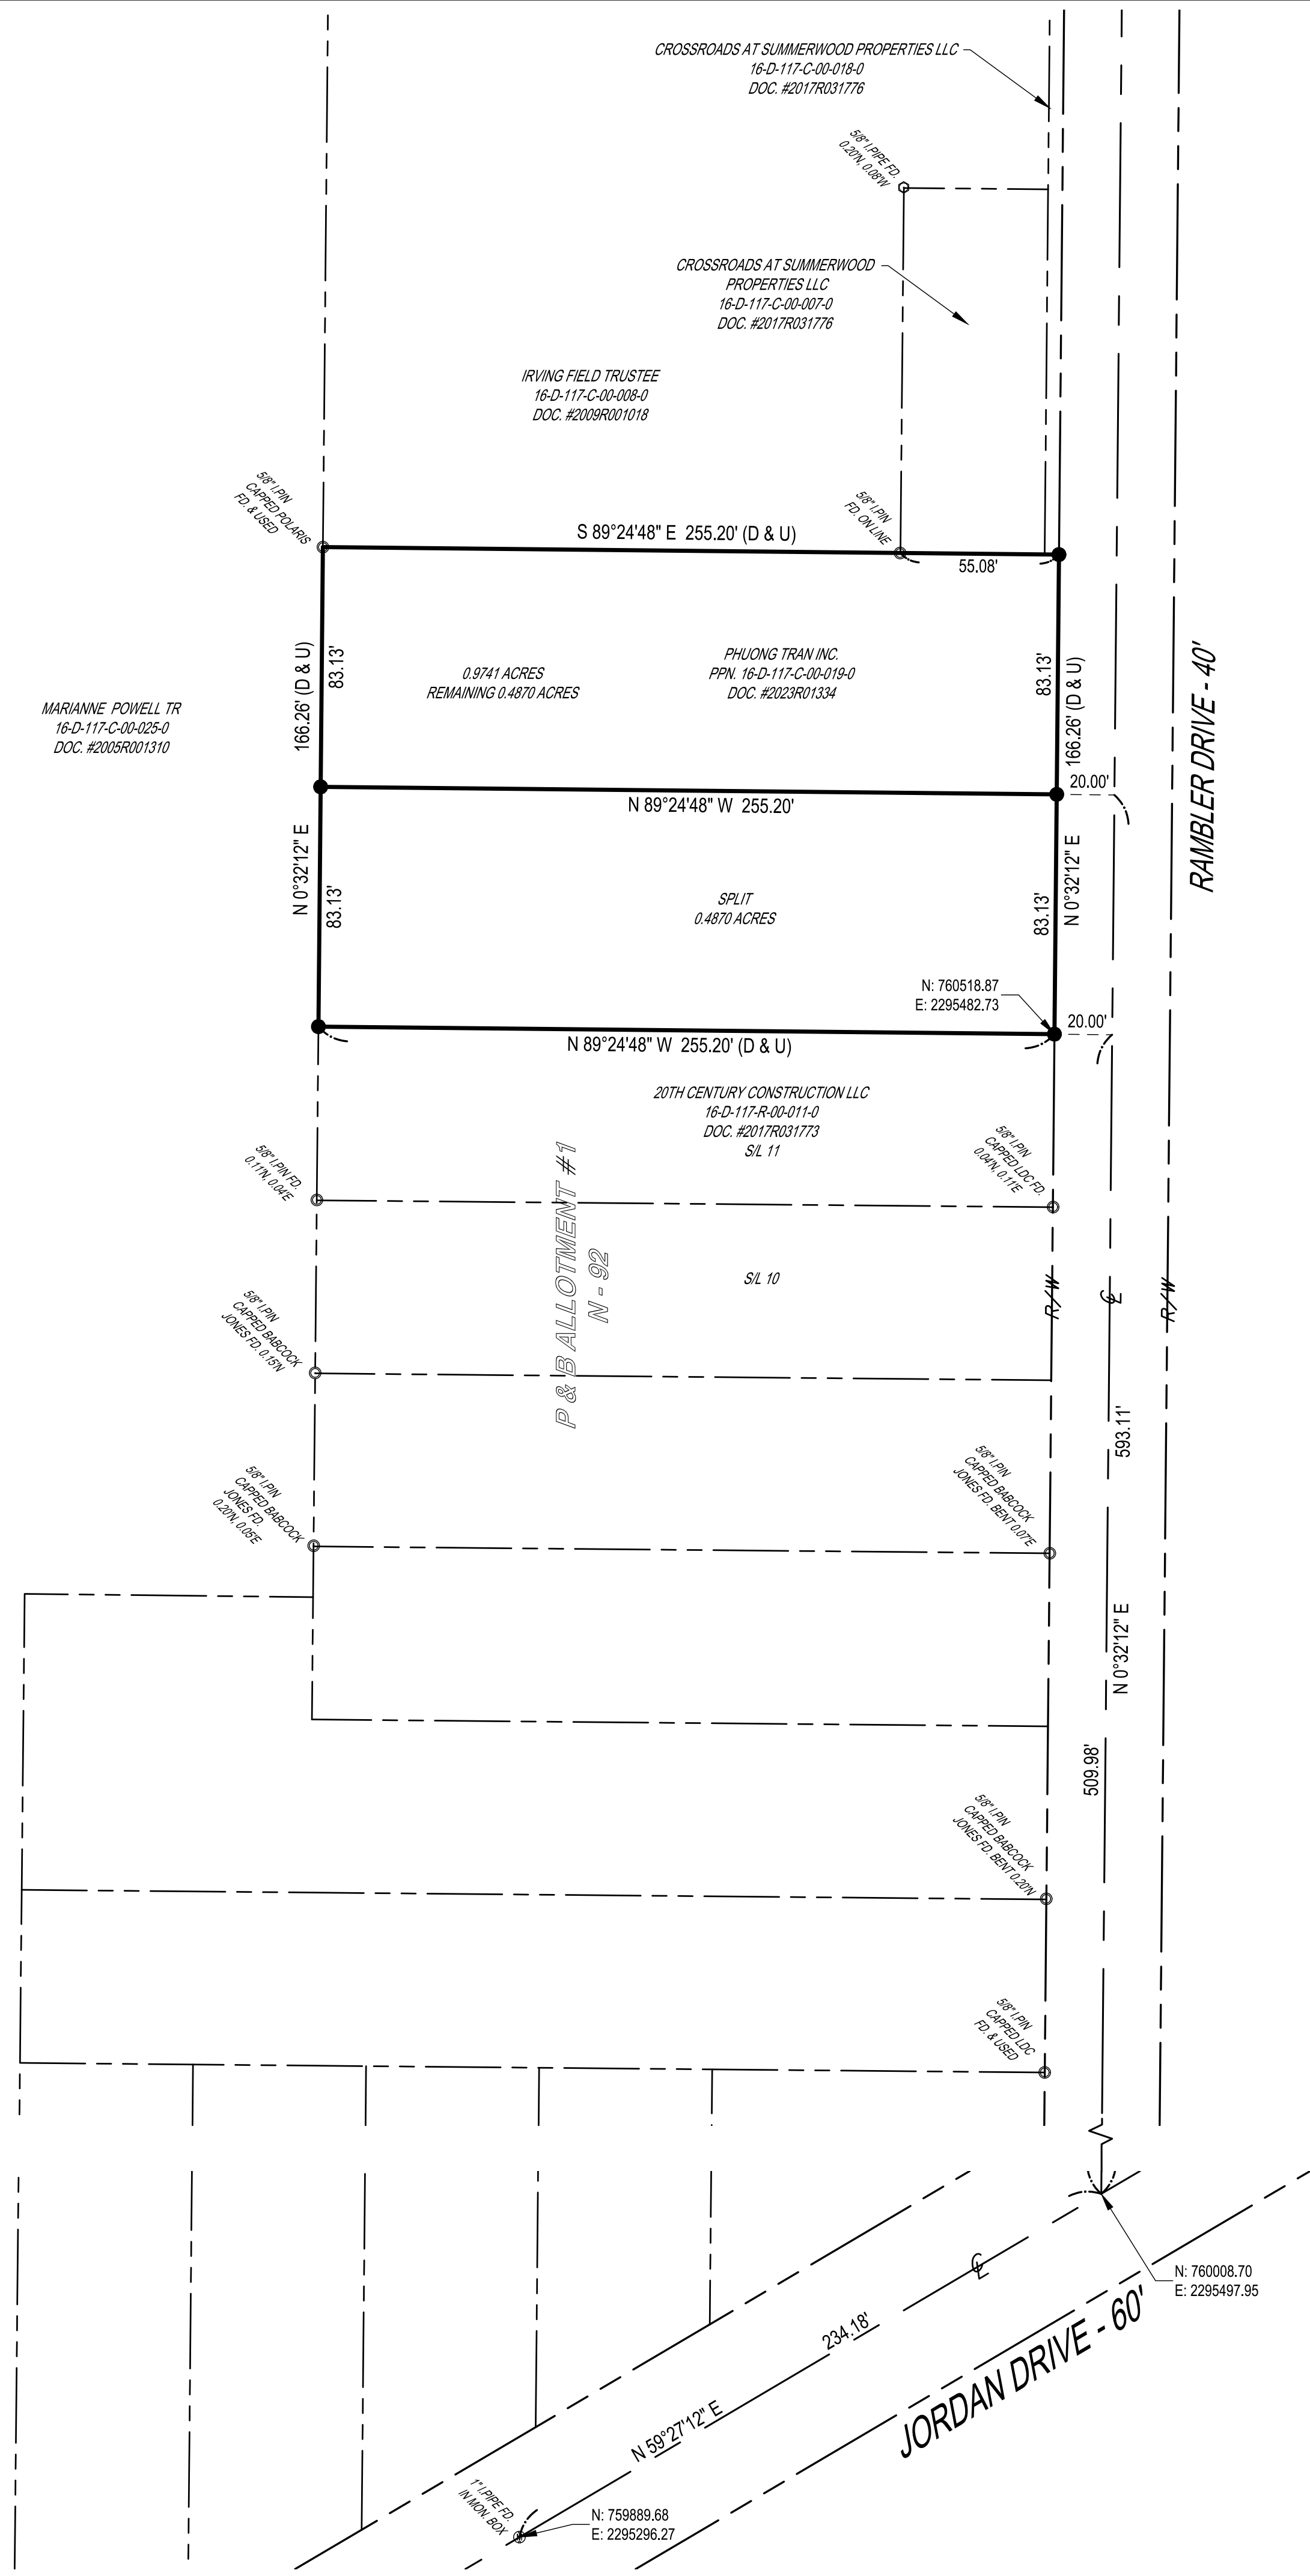 CROSSROADS AT SUMMERWOOD PROPERTIES LLC
16-D-117-C-00-018-0
DOC. #2017R031776
5/8" I.PIPE FD.
0.20'N, 0.08'W
CROSSROADS AT SUMMERWOOD
PROPERTIES LLC
16-D-117-C-00-007-0
DOC. #2017R031776
IRVING FIELD TRUSTEE
16-D-117-C-00-008-0
DOC. #2009R001018
5/8" I.PIN
CAPPED POLARIS
FD. & USED
5/8" I.PIN
FD. ON LINE
S 89°24'48" E 255.20' (D & U)
55.08'
166.26' (D & U)
83.13'
0.9741 ACRES
REMAINING 0.4870 ACRES
PHUONG TRAN INC.
PPN. 16-D-117-C-00-019-0
DOC. #2023R01334
83.13'
166.26' (D & U)
RAMBLER DRIVE - 40'
MARIANNE POWELL TR
16-D-117-C-00-025-0
DOC. #2005R001310
20.00'
N 89°24'48" W 255.20'
N 0°32'12" E
83.13'
SPLIT
0.4870 ACRES
83.13'
N 0°32'12" E
N: 760518.87
E: 2295482.73
20.00'
N 89°24'48" W 255.20' (D & U)
20TH CENTURY CONSTRUCTION LLC
16-D-117-R-00-011-0
DOC. #2017R031773
S/L 11
5/8" I.PIN FD.
0.11'N, 0.04'E
5/8" I.PIN
CAPPED LDC FD.
0.04'N, 0.11'E
P & B ALLOTMENT #1
N - 92
S/L 10
R/W
℄
R/W
5/8" I.PIN
CAPPED BABCOCK
JONES FD. 0.15'N
593.11'
5/8" I.PIN
CAPPED BABCOCK
JONES FD.
0.20'N, 0.05'E
5/8" I.PIN
CAPPED BABCOCK
JONES FD. BENT 0.07'E
N 0°32'12" E
509.98'
5/8" I.PIN
CAPPED BABCOCK
JONES FD. BENT 0.20'N
5/8" I.PIN
CAPPED LDC
FD. & USED
℄
N: 760008.70
E: 2295497.95
234.18'
N 59°27'12" E
JORDAN DRIVE - 60'
1" I.PIPE FD.
IN MON. BOX
N: 759889.68
E: 2295296.27